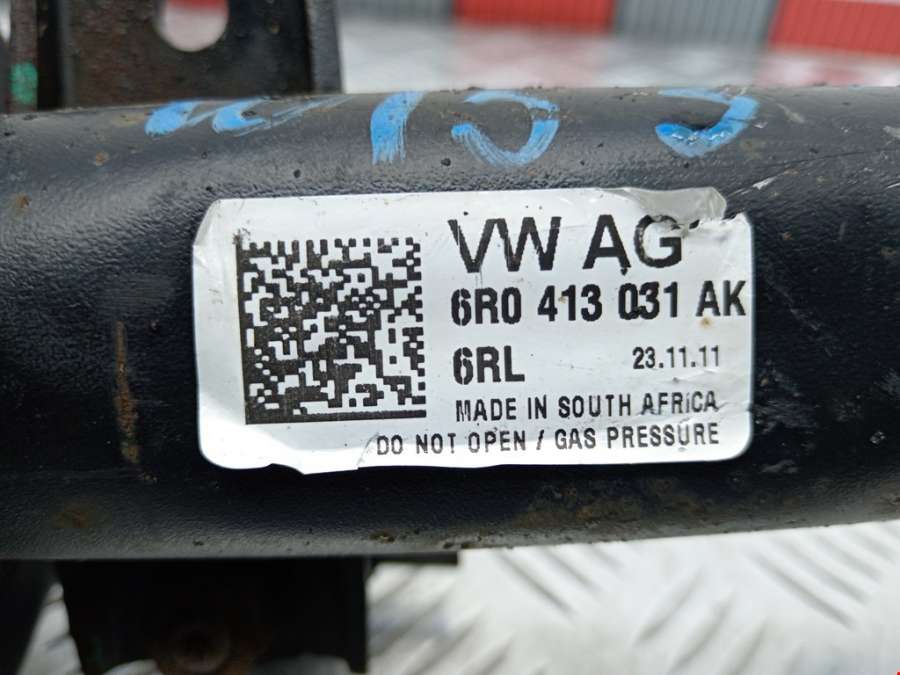 VW AG
6R0 413 031 AK
6RL 23.11.11
MADE IN SOUTH AFRICA
DO NOT OPEN / GAS PRESSURE